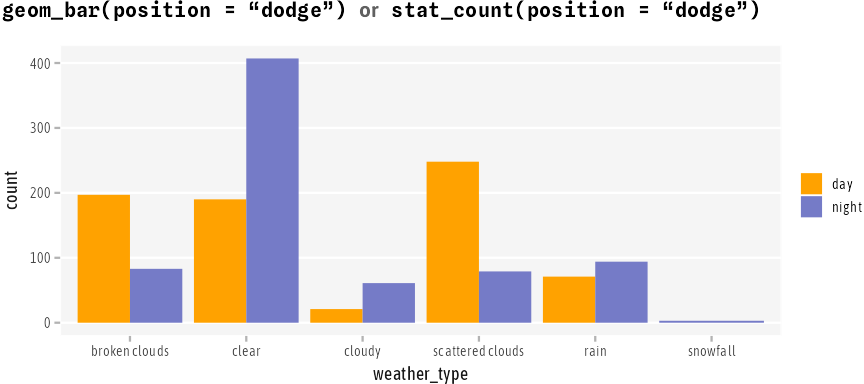 geom_bar(position = “dodge”) or stat_count(position = “dodge”)
400
300
200
100
0
count
broken clouds
clear
cloudy
scattered clouds
rain
snowfall
weather_type
day
night